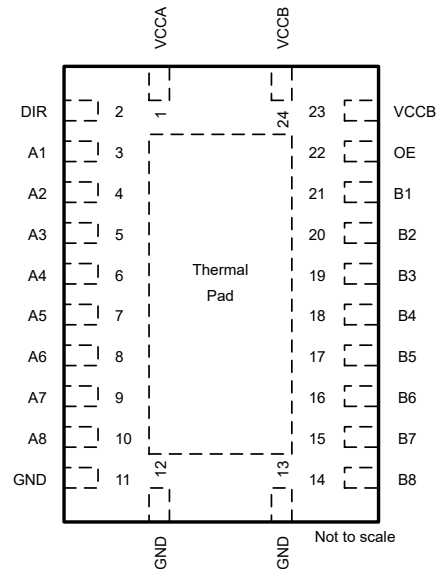 VCCA VCCB
1 24
DIR 2 23 VCCB
A1 3 22 OE
A2 4 21 B1
A3 5 20 B2
A4 6 19 B3
A5 7 18 B4
A6 8 17 B5
A7 9 16 B6
A8 10 15 B7
GND 11 14 B8
12 13
GND GND
Thermal
Pad
Not to scale